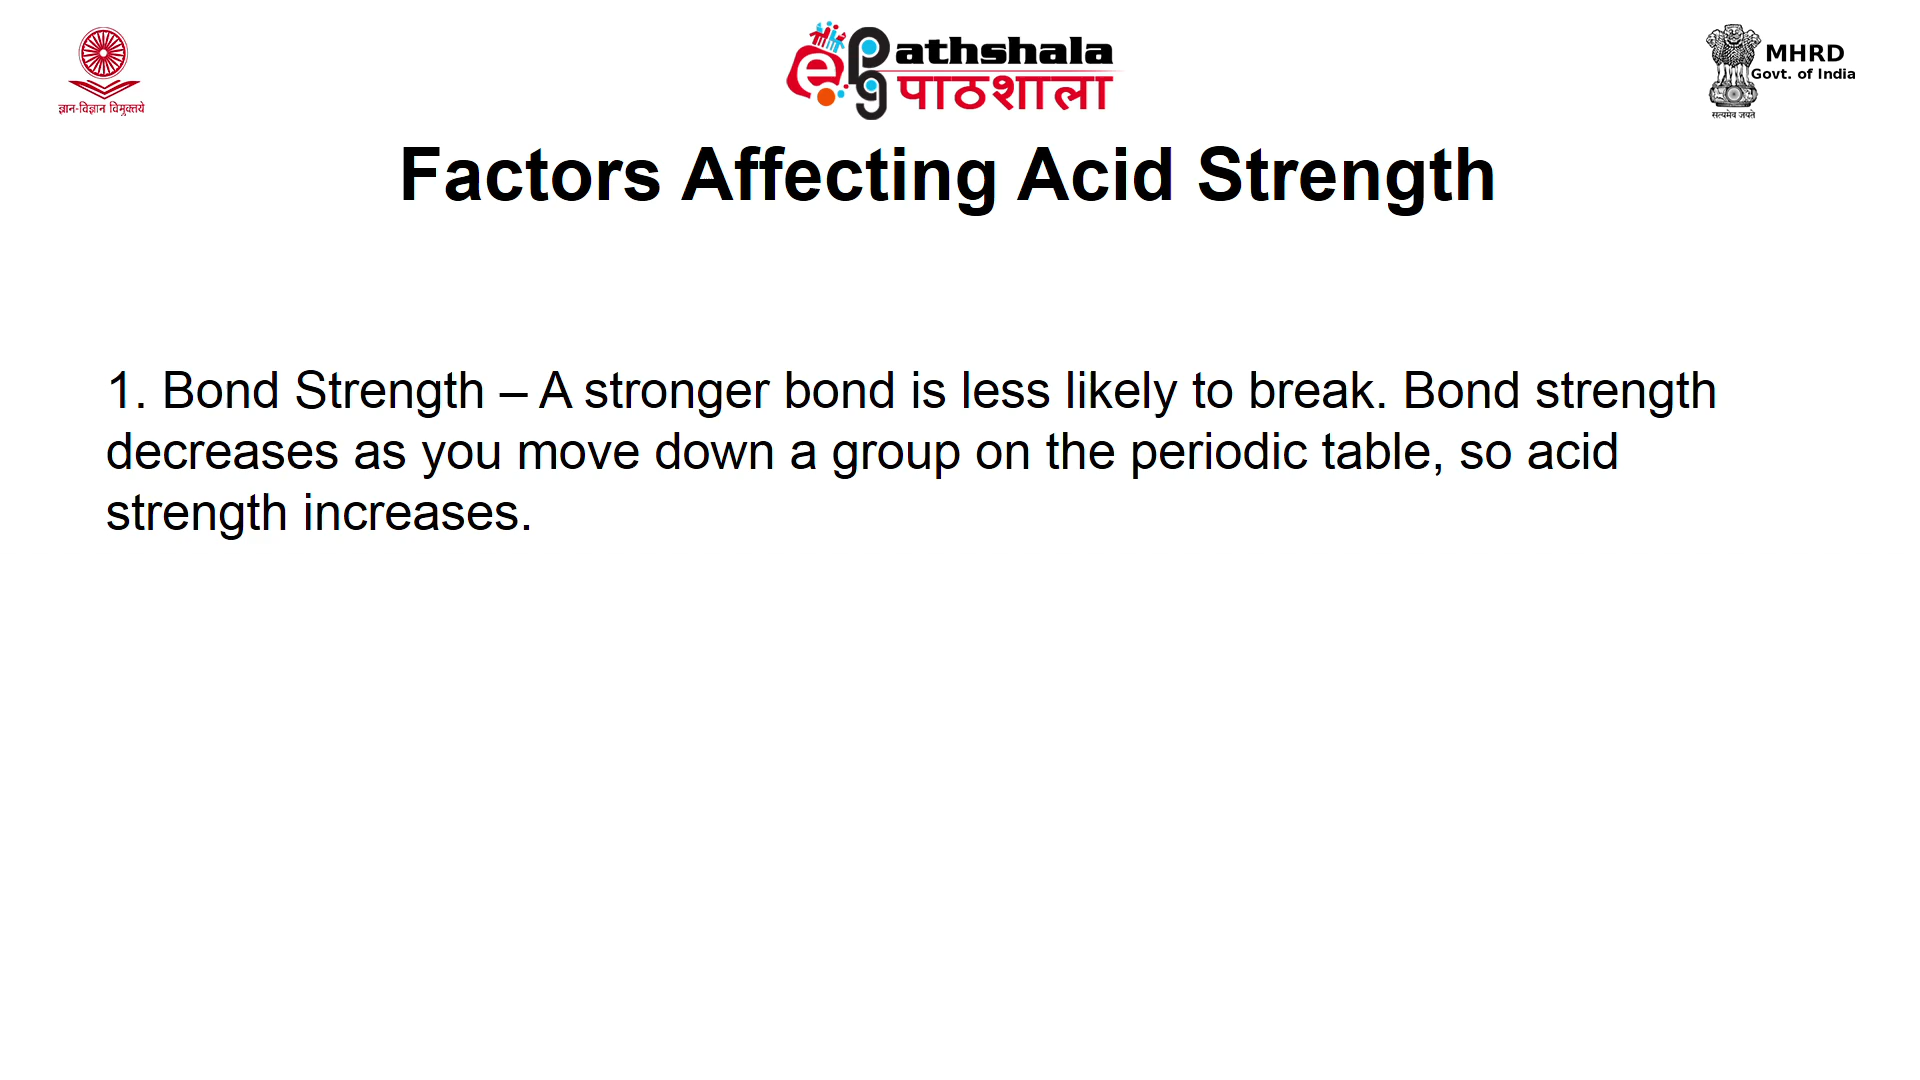 ज्ञान-विज्ञान विमुक्तये
ePg athshala
पाठशाला
MHRD
Govt. of India
सत्यमेव जयते
Factors Affecting Acid Strength
1. Bond Strength – A stronger bond is less likely to break. Bond strength
decreases as you move down a group on the periodic table, so acid
strength increases.